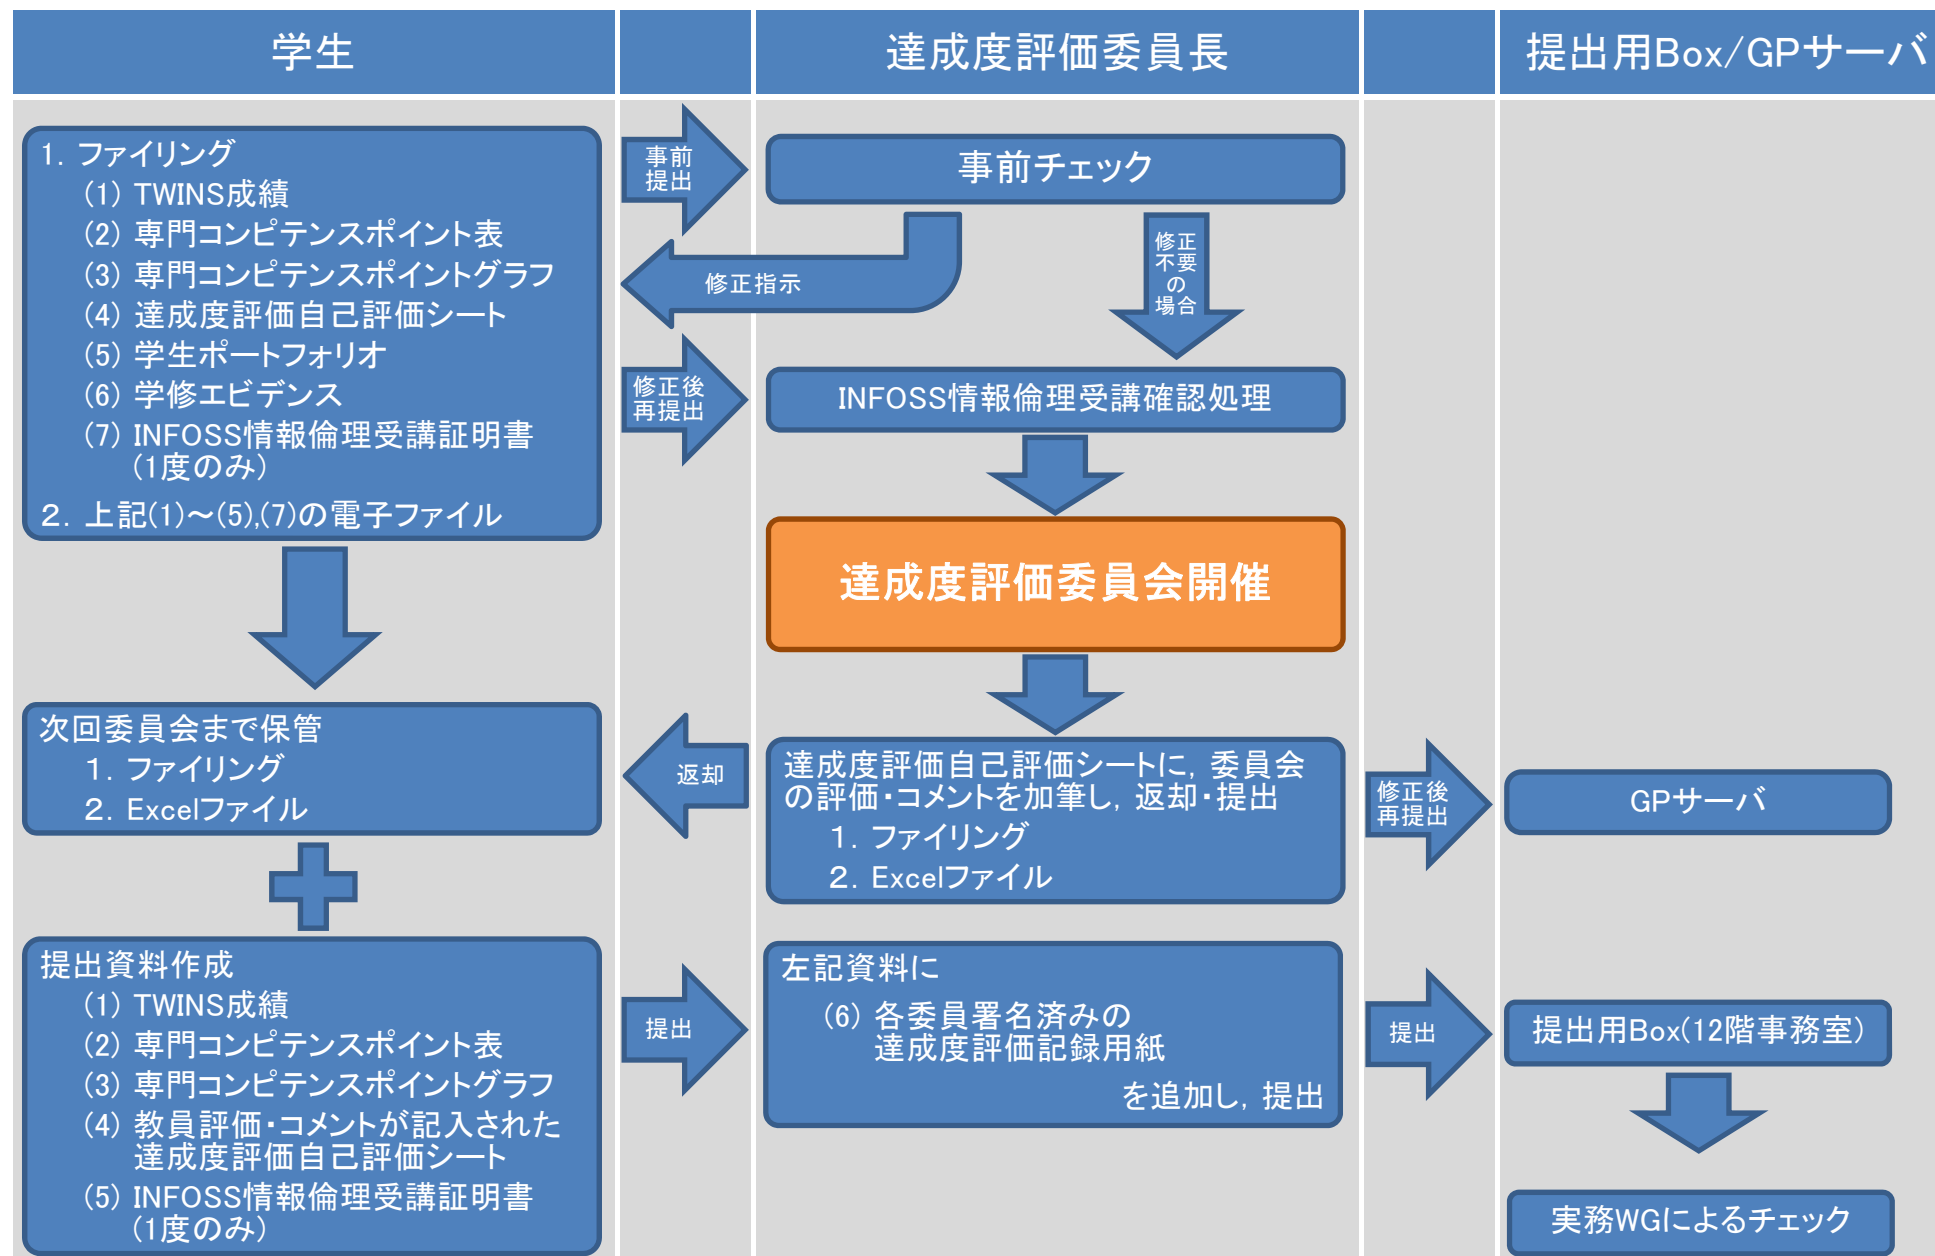 学生
達成度評価委員長
提出用Box/GPサーバ
1. ファイリング
(1) TWINS成績
(2) 専門コンピテンスポイント表
(3) 専門コンピテンスポイントグラフ
(4) 達成度評価自己評価シート
(5) 学生ポートフォリオ
(6) 学修エビデンス
(7) INFOSS情報倫理受講証明書
(1度のみ)
2. 上記(1)～(5),(7)の電子ファイル
事前
提出
事前チェック
修正指示
修正
不要
の
場合
修正後
再提出
INFOSS情報倫理受講確認処理
達成度評価委員会開催
次回委員会まで保管
1. ファイリング
2. Excelファイル
返却
達成度評価自己評価シートに, 委員会
の評価・コメントを加筆し, 返却・提出
1. ファイリング
2. Excelファイル
修正後
再提出
GPサーバ
提出資料作成
(1) TWINS成績
(2) 専門コンピテンスポイント表
(3) 専門コンピテンスポイントグラフ
(4) 教員評価・コメントが記入された
達成度評価自己評価シート
(5) INFOSS情報倫理受講証明書
(1度のみ)
提出
左記資料に
(6) 各委員署名済みの
達成度評価記録用紙
を追加し, 提出
提出
提出用Box(12階事務室)
実務WGによるチェック